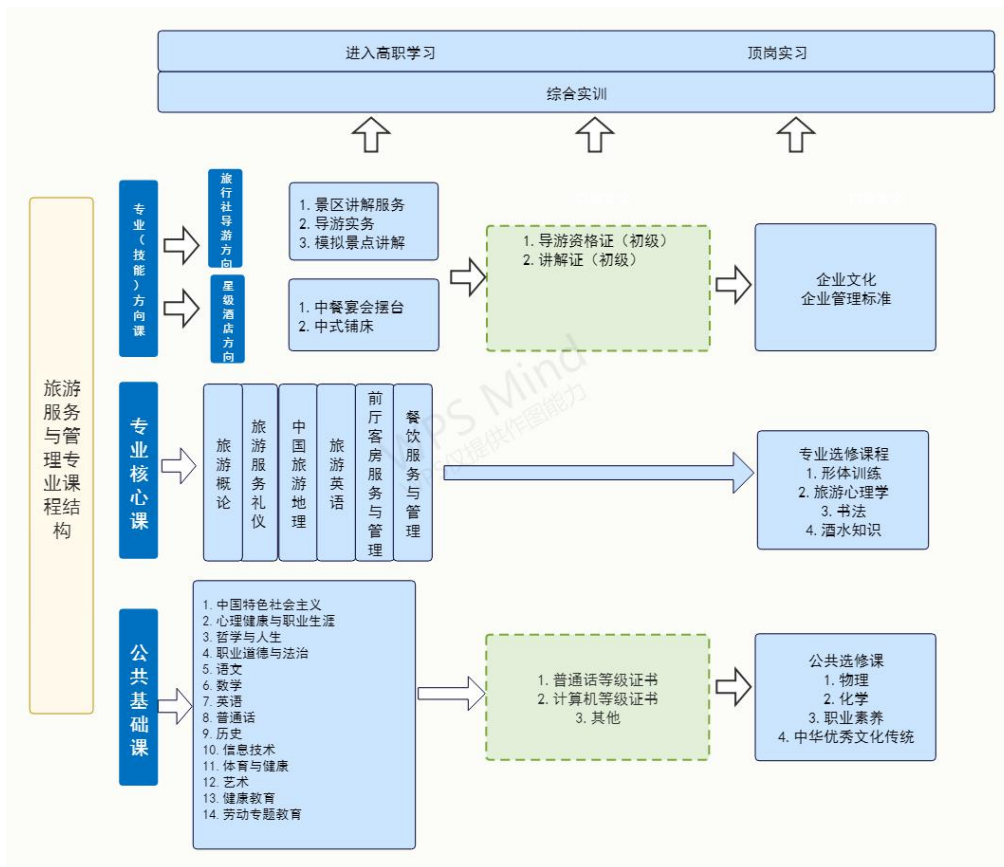 进入高职学习
顶岗实习
综合实训
旅游服务与管理专业课程结构
专业（技能）方向课
旅行社导游方向
星级酒店方向
1. 景区讲解服务
2. 导游实务
3. 模拟景点讲解
1. 中餐宴会摆台
2. 中式铺床
1. 导游资格证（初级）
2. 讲解证（初级）
企业文化
企业管理标准
专业核心课
旅游概论
旅游服务礼仪
中国旅游地理
旅游英语
前厅客房服务与管理
餐饮服务与管理
专业选修课程
1. 形体训练
2. 旅游心理学
3. 书法
4. 酒水知识
公共基础课
1. 中国特色社会主义
2. 心理健康与职业生涯
3. 哲学与人生
4. 职业道德与法治
5. 语文
6. 数学
7. 英语
8. 普通话
9. 历史
10. 信息技术
11. 体育与健康
12. 艺术
13. 健康教育
14. 劳动专题教育
1. 普通话等级证书
2. 计算机等级证书
3. 其他
公共选修课
1. 物理
2. 化学
3. 职业素养
4. 中华优秀文化传统
WPS Mind
WPS仅提供作图能力